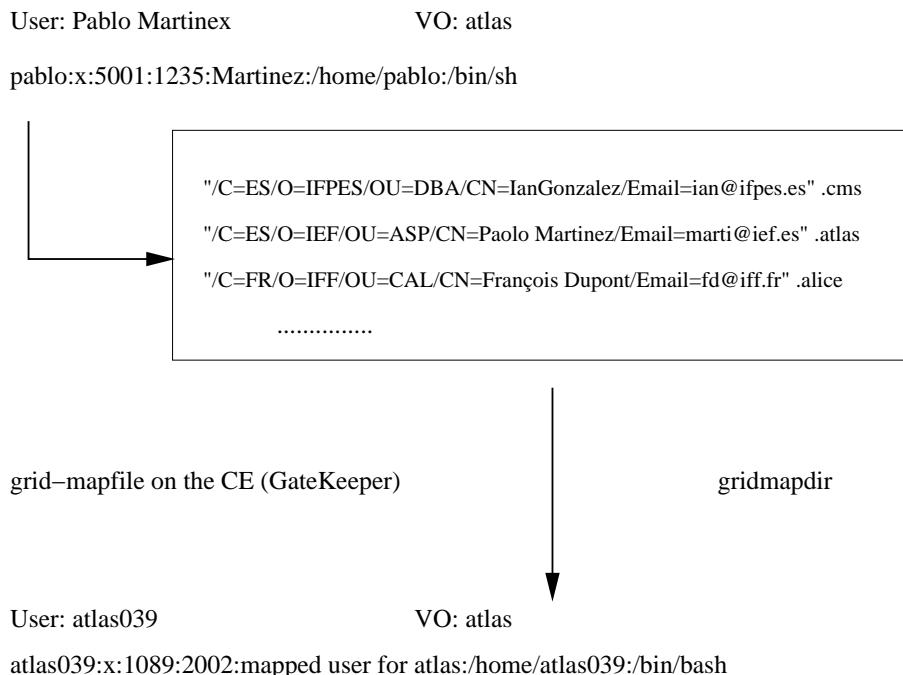 User: Pablo Martinex VO: atlas
pablo:x:5001:1235:Martinez:/home/pablo:/bin/sh
"/C=ES/O=IFPES/OU=DBA/CN=IanGonzalez/Email=ian@ifpes.es" .cms
"/C=ES/O=IEF/OU=ASP/CN=Paolo Martinez/Email=marti@ief.es" .atlas
"/C=FR/O=IFF/OU=CAL/CN=François Dupont/Email=fd@iff.fr" .alice
...............
grid−mapfile on the CE (GateKeeper) gridmapdir
User: atlas039 VO: atlas
atlas039:x:1089:2002:mapped user for atlas:/home/atlas039:/bin/bash